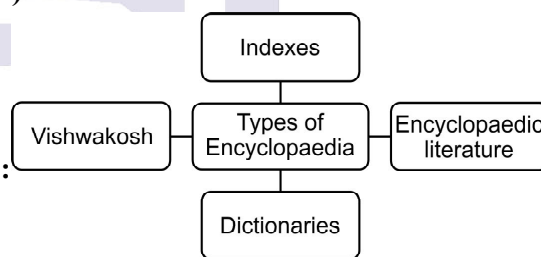 )
Indexes
Vishwakosh
Types of
Encyclopaedia
Encyclopaedic
literature
:
Dictionaries